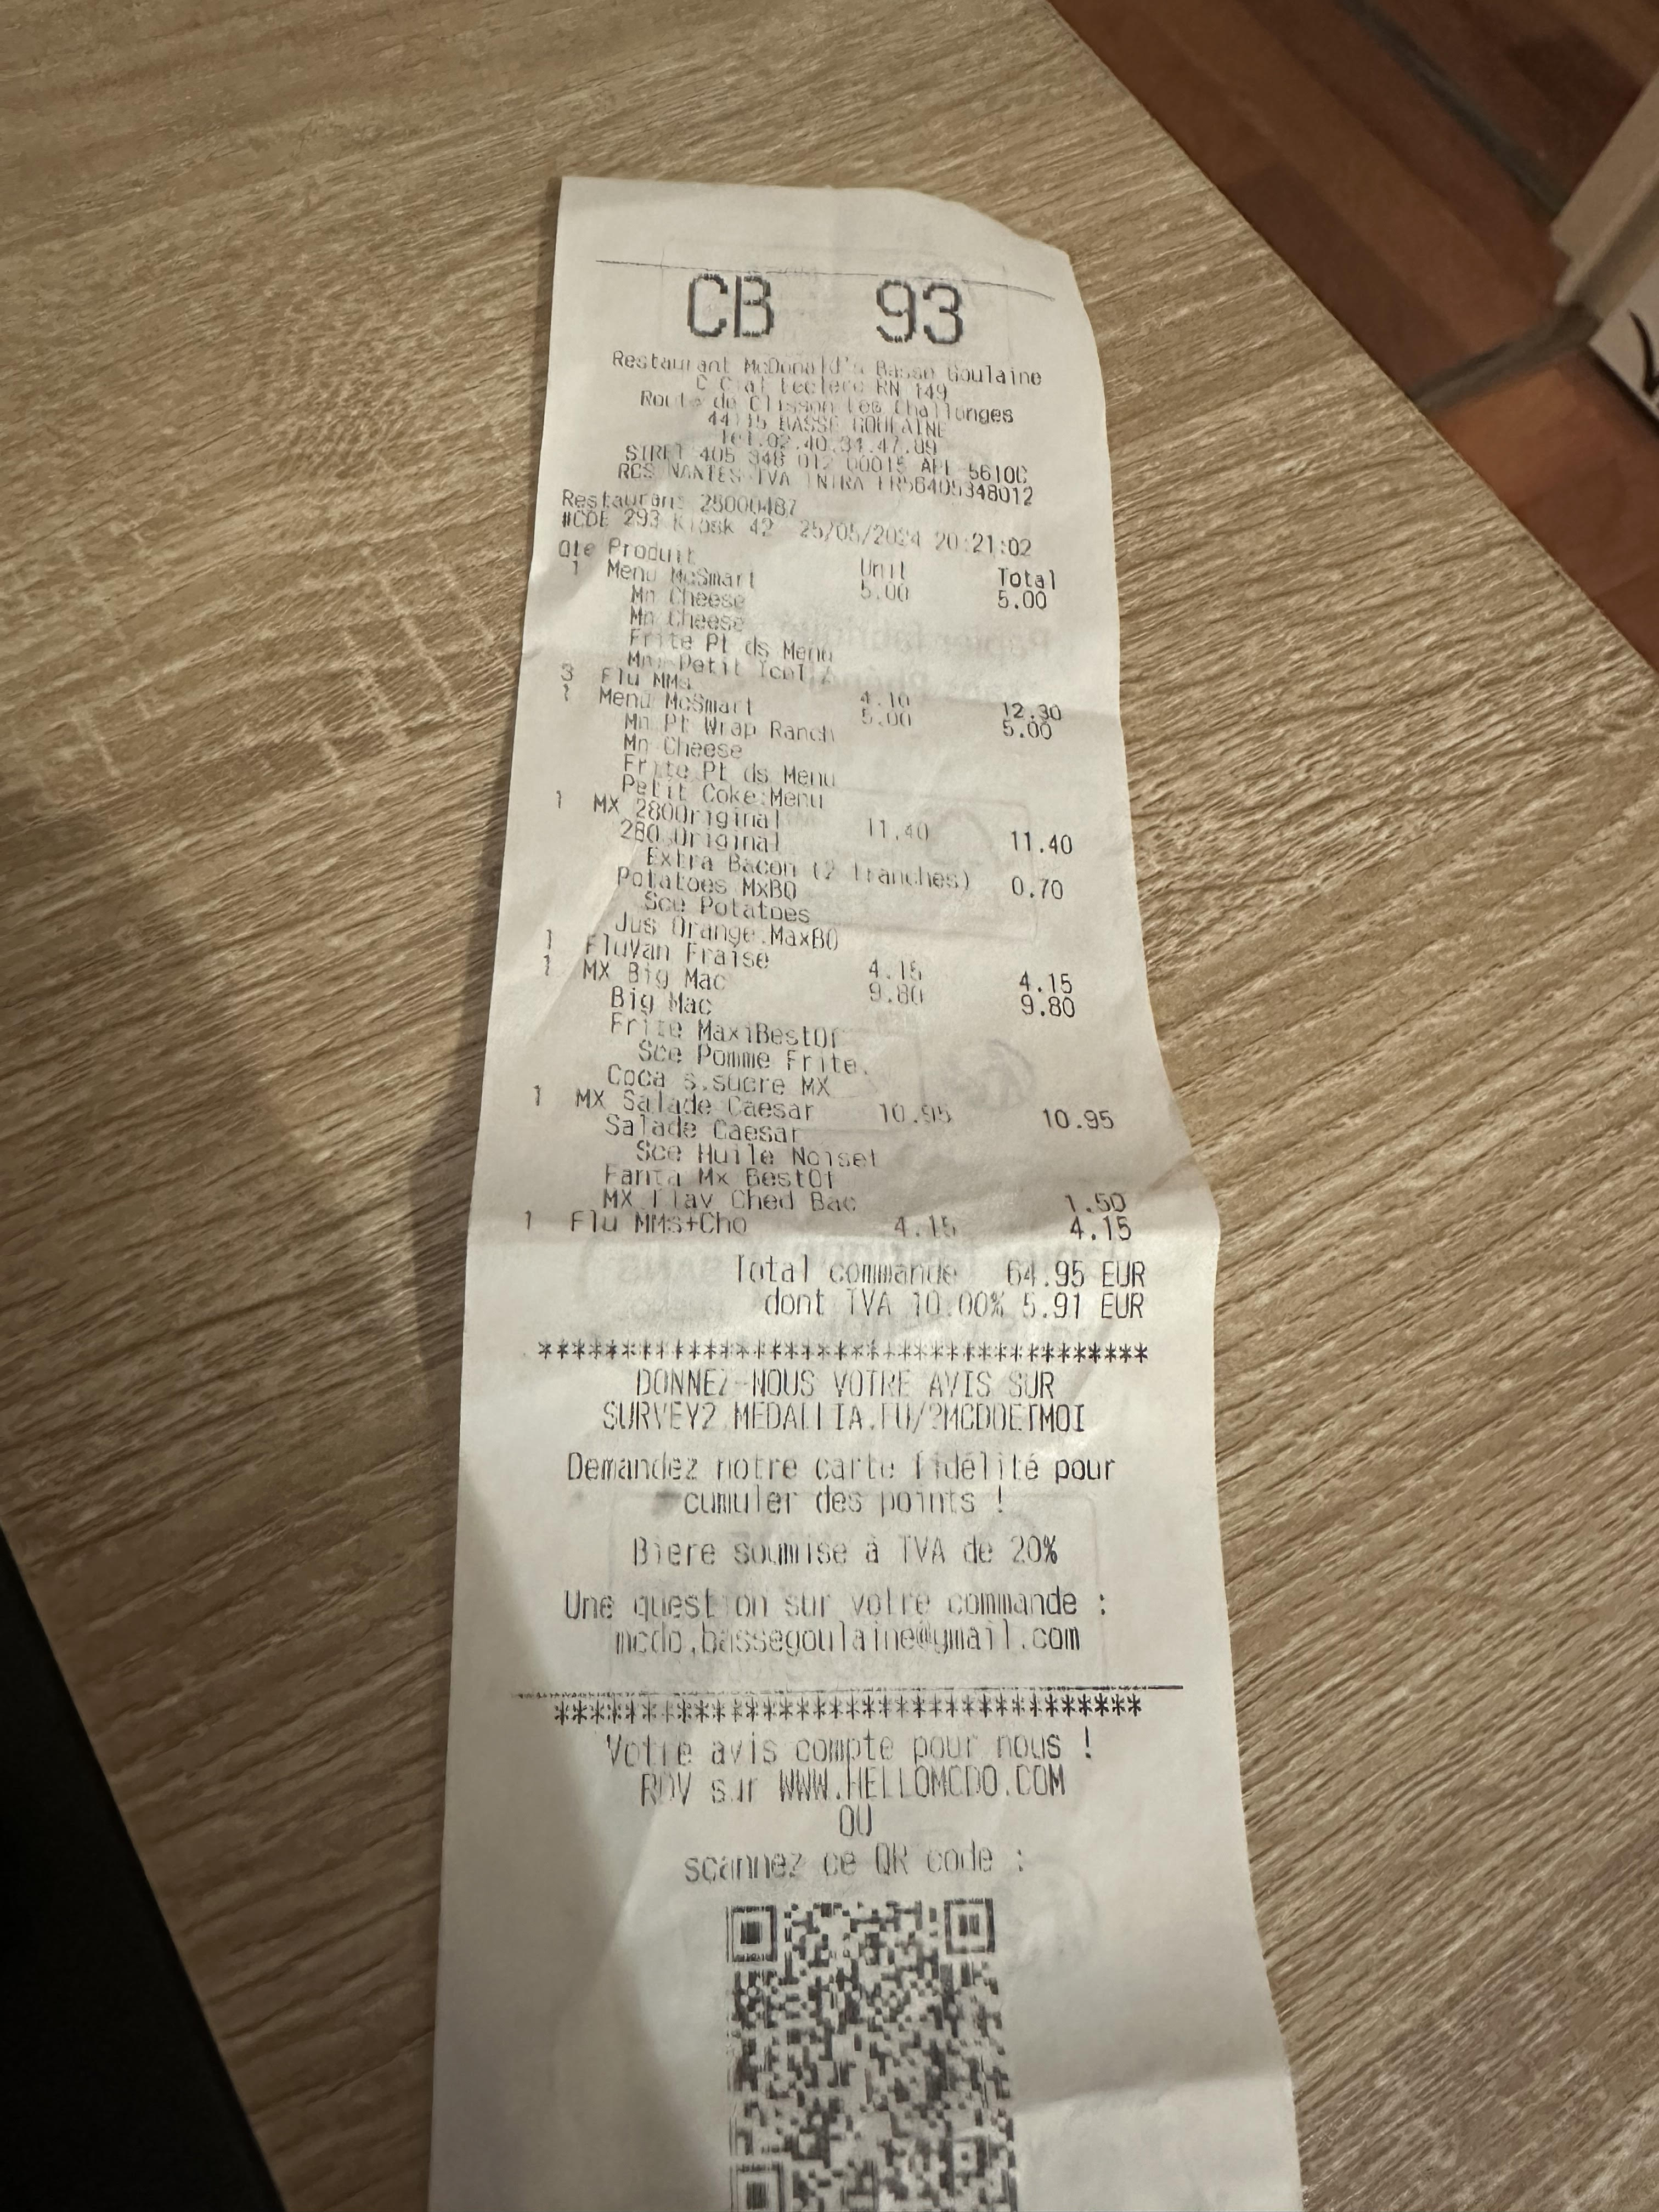 CB 93
Restaurant McDonald's Basse Goulaine
C Cial Leclerc RN 149
Route de Clisson Les Challonges
44115 BASSE GOULAINE
Tel.02.40.31.47.09
SIRET 405 348 012 00015 APE 5610C
RCS NANTES TVA INTRA FR56405348012
Restaurant 25000487
#CDE 293 Kiosk 42 25/05/2024 20:21:02
Qte Produit Unit Total
1 Menu McSmart 5.00 5.00
Mn Cheese
Mn Cheese
Frite Pt ds Menu
Mn Petit
3 Flu MMs 4.10 12.30
1 Menu McSmart 5.00 5.00
Mn Pt Wrap Ranch
Mn Cheese
Frite Pt ds Menu
Petit Coke Menu
1 MX 280Original 11.40 11.40
280 Original
Extra Bacon (2 Tranches) 0.70
Potatoes MxBO
Sce Potatoes
Jus Orange MaxBO
1 FluVan Fraise 4.15 4.15
1 MX Big Mac 9.80 9.80
Big Mac
Frite MaxiBestOf
Sce Pomme Frite.
Coca s.sucre MX
1 MX Salade Caesar 10.95 10.95
Salade Caesar
Sce Huile Noiset
Fanta Mx BestOf
MX Flav Ched Bac 1.50
1 Flu MMs+Cho 4.15 4.15
Total commande 64.95 EUR
dont TVA 10.00% 5.91 EUR
***********************************
DONNEZ-NOUS VOTRE AVIS SUR
SURVEY2.MEDALLIA.EU/?MCDOETMOI
Demandez notre carte fidélité pour
cumuler des points !
Biere soumise à TVA de 20%
Une question sur votre commande :
mcdo.bassegoulaine@gmail.com
**********************************
Votre avis compte pour nous !
RDV sur WWW.HELLOMCDO.COM
OU
scannez ce QR code :